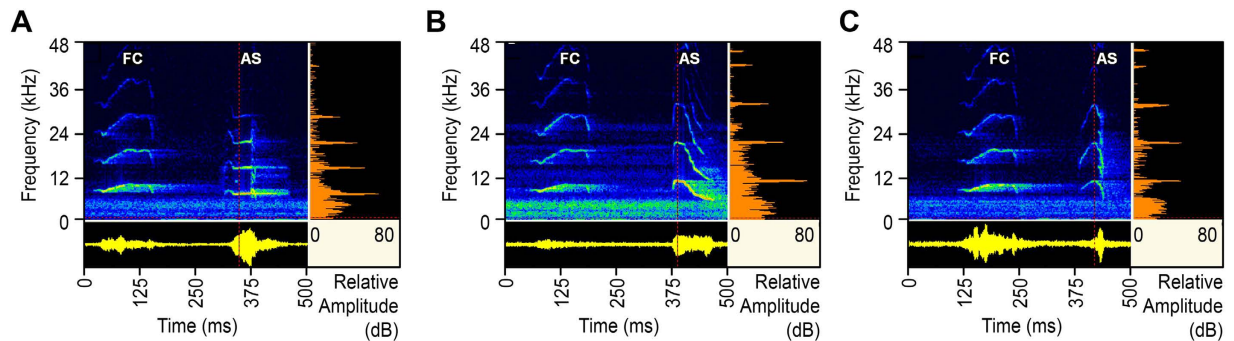 A
B
C
Frequency (kHz)
48
36
24
12
0
FC
AS
0
80
0
125
250
375
500
Time (ms)
Relative
Amplitude
(dB)
Frequency (kHz)
48
36
24
12
0
FC
AS
0
80
0
125
250
375
500
Time (ms)
Relative
Amplitude
(dB)
Frequency (kHz)
48
36
24
12
0
FC
AS
0
80
0
125
250
375
500
Time (ms)
Relative
Amplitude
(dB)